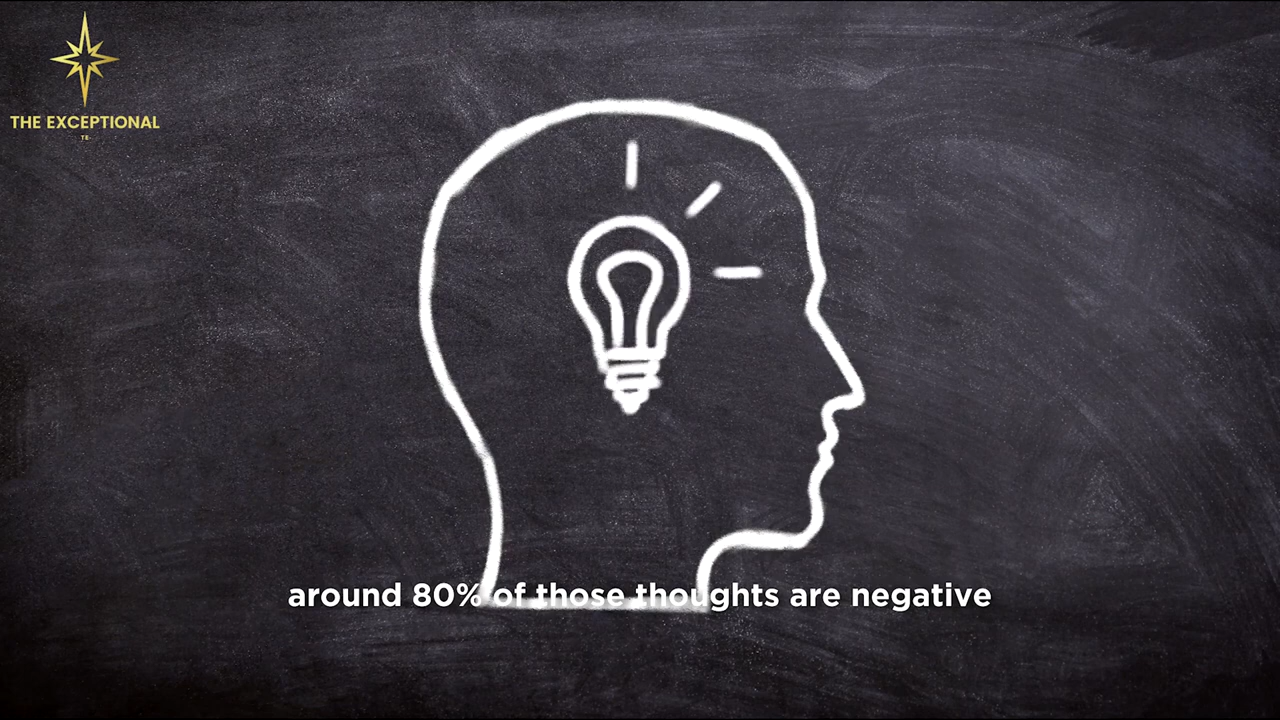 THE EXCEPTIONAL
around 80% of those thoughts are negative